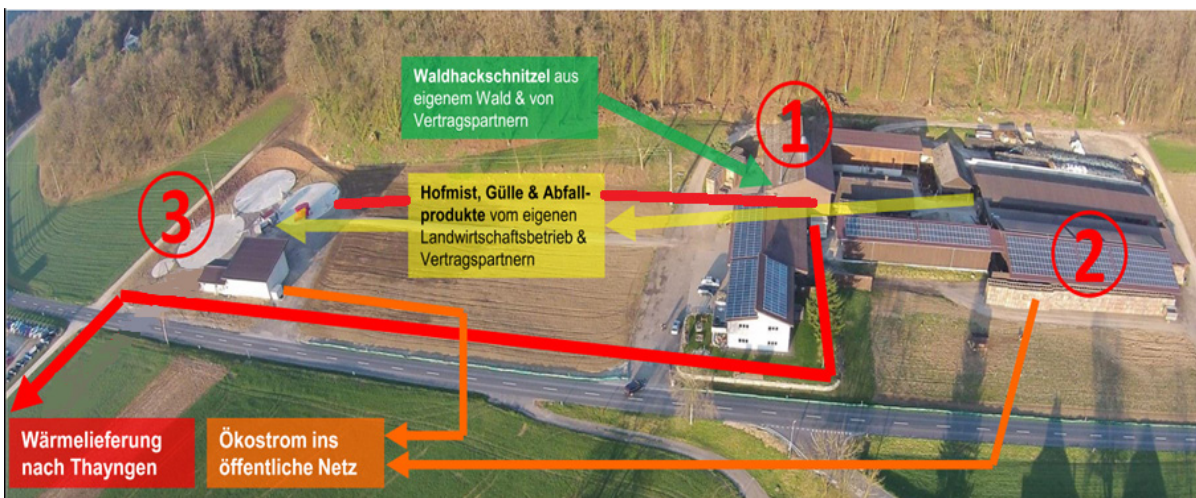 Waldhackschnitzel aus
eigenem Wald & von
Vertragspartnern
1
Hofmist, Gülle & Abfall-
produkte vom eigenen
Landwirtschaftsbetrieb &
Vertragspartnern
3
2
Wärmelieferung
nach Thayngen
Ökostrom ins
öffentliche Netz